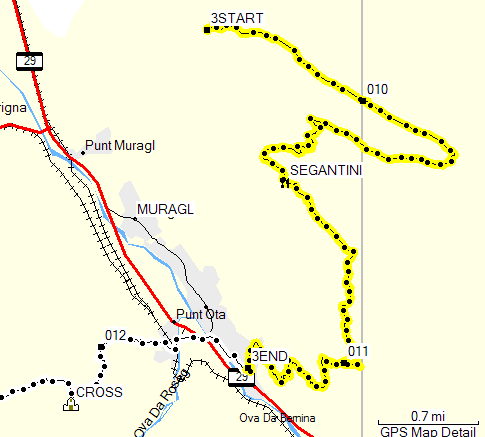 3START
29
010
rigna
Punt Muragl
SEGANTINI
MURAGL
Punt Ota
012
3END
011
29
CROSS
Ova Da Roseg
Ova Da Bernina
0.7 mi
GPS Map Detail